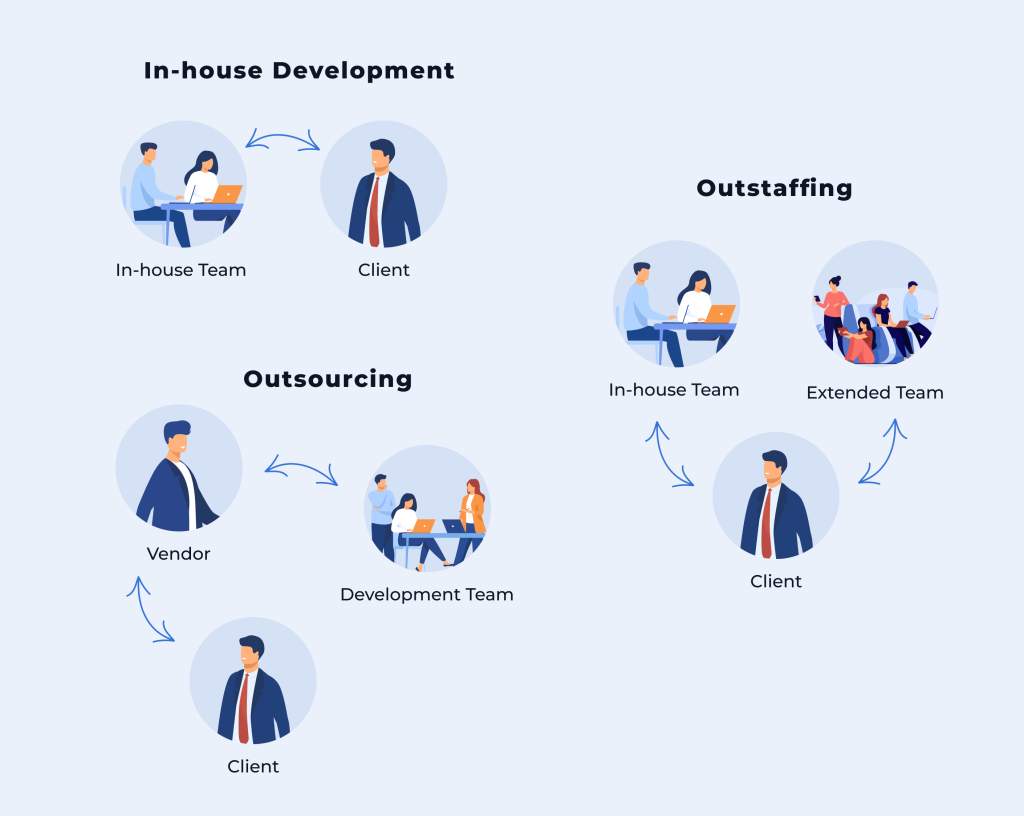 In-house Development
In-house Team
Client
Outsourcing
Vendor
Development Team
Client
Outstaffing
In-house Team
Extended Team
Client